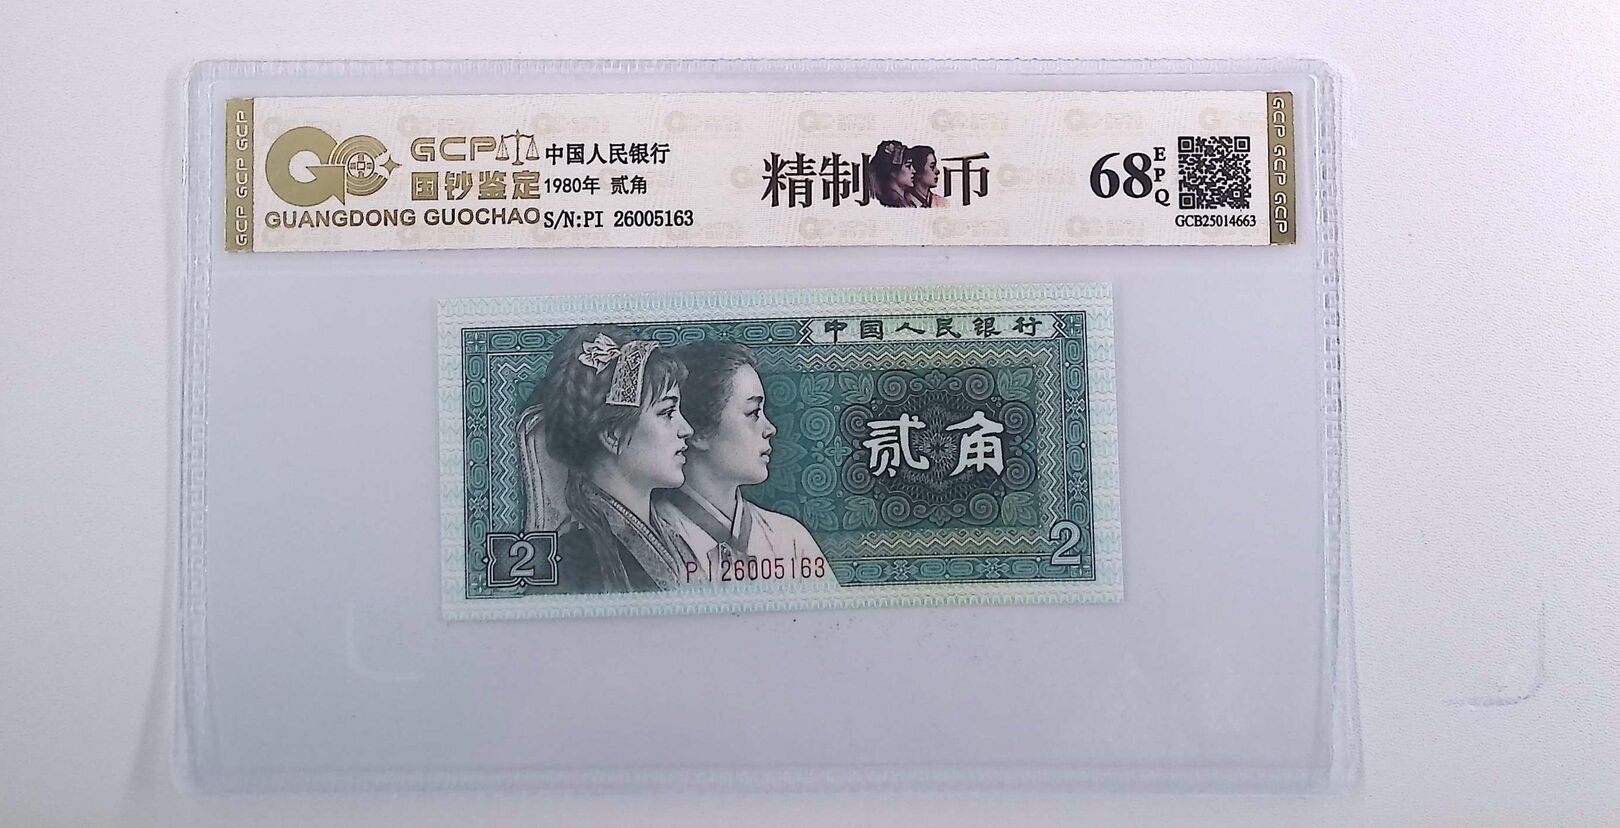 GCP GCP GCP
GCP
国钞鉴定
GUANGDONG GUOCHAO
中国人民银行
1980年 贰角
S/N:PI 26005163
精制币
68
EPQ
GCB25014663
GCP GCP GCP
中国人民银行
贰角
2
2
PI26005163